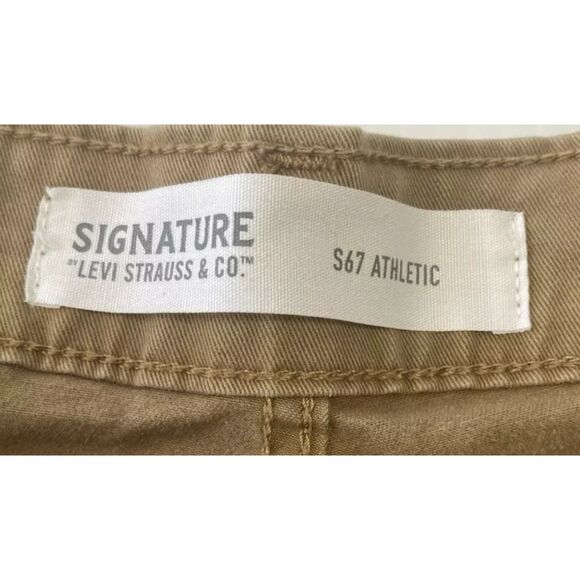 SIGNATURE
BY LEVI STRAUSS & CO.™
S67 ATHLETIC